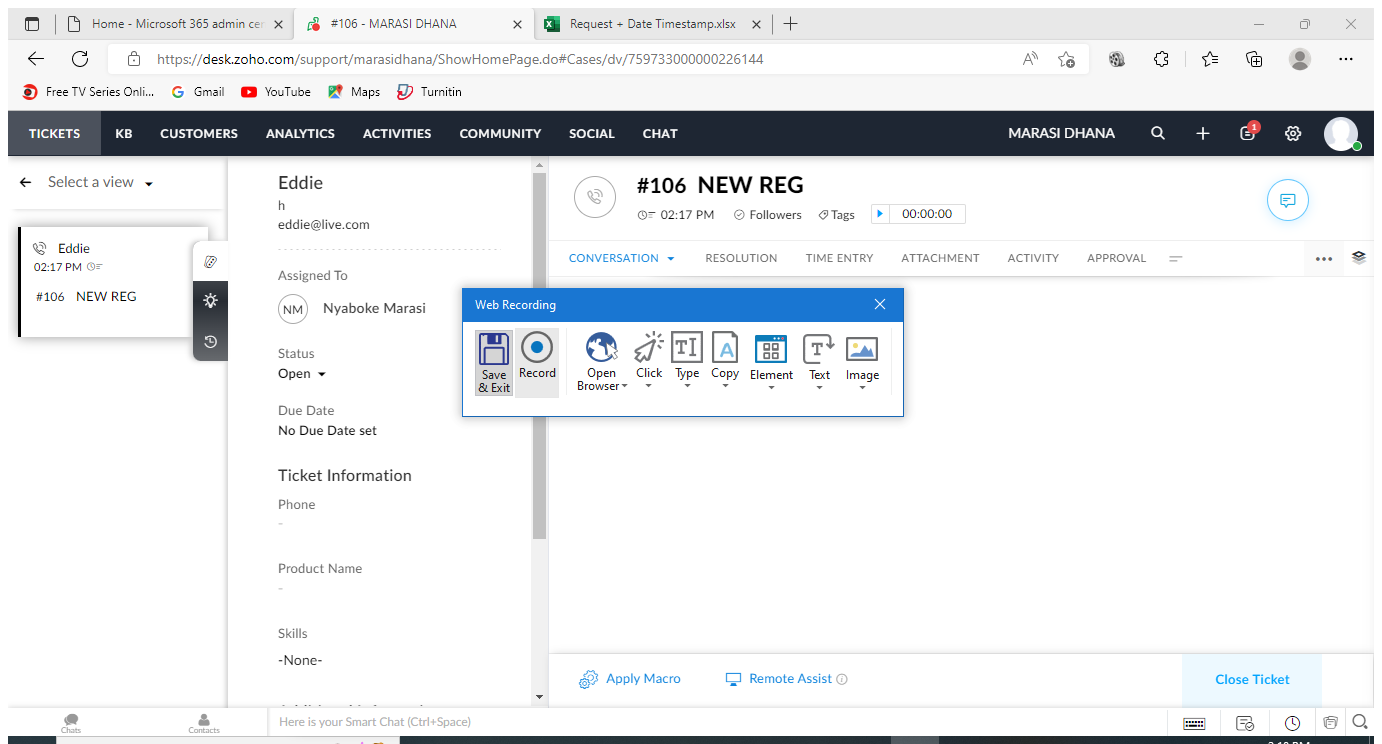 Home - Microsoft 365 admin cer
#106 - MARASI DHANA
Request + Date Timestamp.xlsx
https://desk.zoho.com/support/marasidhana/ShowHomePage.do#Cases/dv/759733000000226144
Free TV Series Onli...
Gmail
YouTube
Maps
Turnitin
TICKETS KB CUSTOMERS ANALYTICS ACTIVITIES COMMUNITY SOCIAL CHAT
MARASI DHANA
1
Select a view
Eddie
02:17 PM
#106 NEW REG
Eddie
h
eddie@live.com
Assigned To
NM Nyaboke Marasi
Status
Open
Due Date
No Due Date set
Ticket Information
Phone
-
Product Name
-
Skills
-None-
#106 NEW REG
02:17 PM Followers Tags 00:00:00
CONVERSATION RESOLUTION TIME ENTRY ATTACHMENT ACTIVITY APPROVAL
Web Recording
Save & Exit
Record
Open Browser
Click
Type
Copy
Element
Text
Image
Apply Macro
Remote Assist
Close Ticket
Chats
Contacts
Here is your Smart Chat (Ctrl+Space)